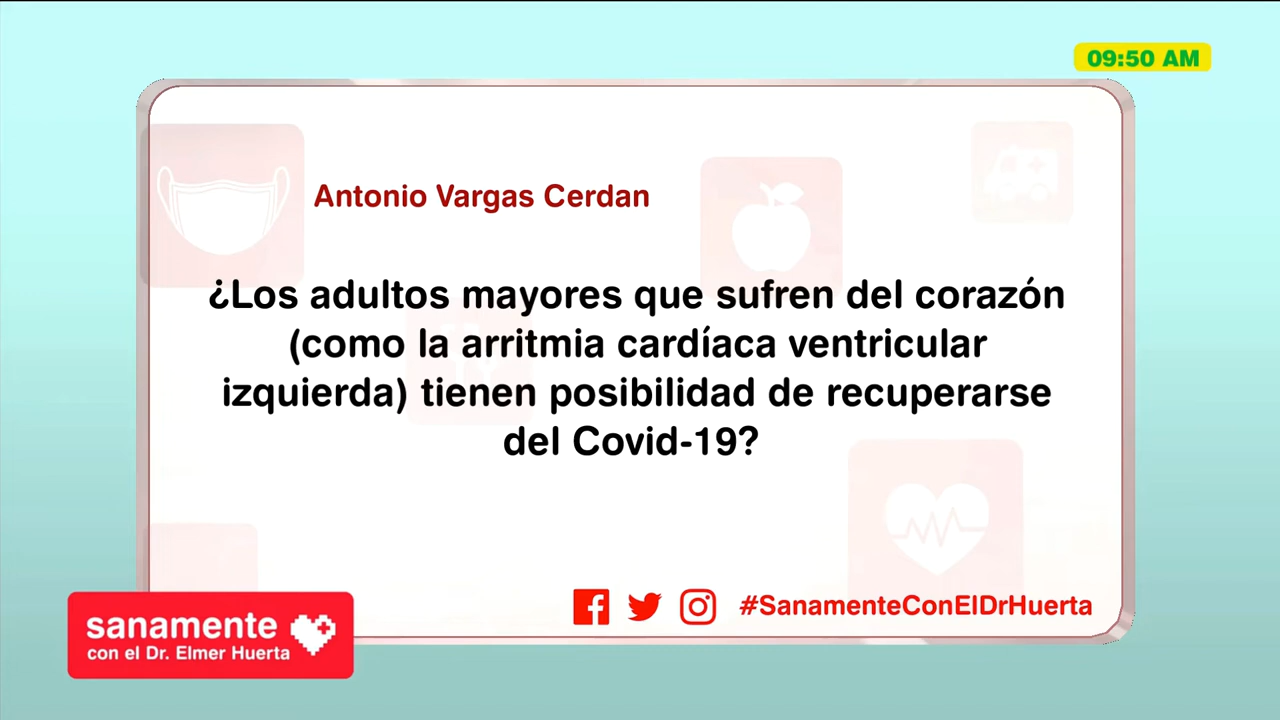 09:50 AM
Antonio Vargas Cerdan
¿Los adultos mayores que sufren del corazón
(como la arritmia cardíaca ventricular
izquierda) tienen posibilidad de recuperarse
del Covid-19?
#SanamenteConElDrHuerta
sanamente
con el Dr. Elmer Huerta